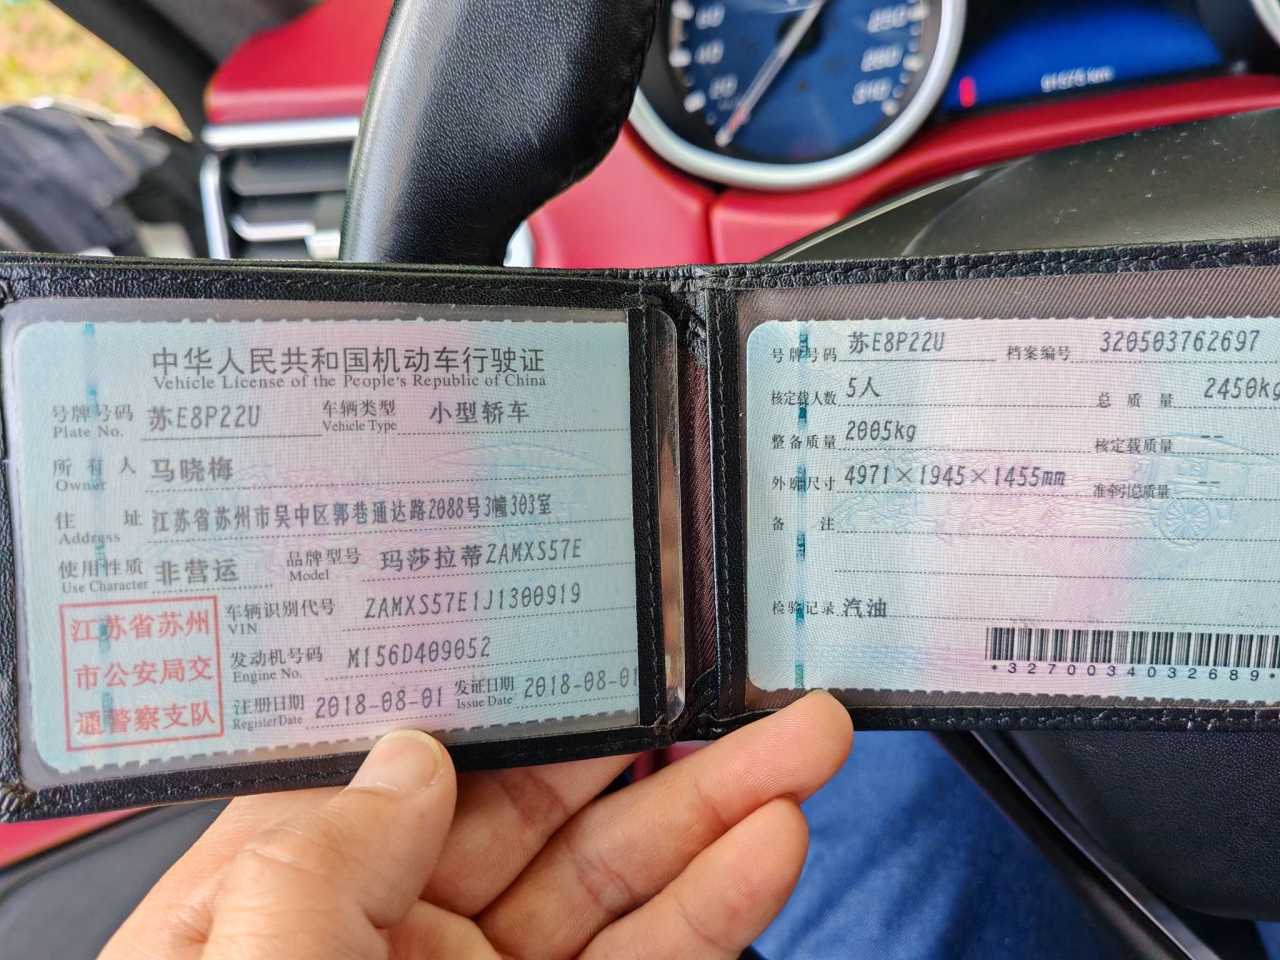 60
40
20
260
280
310
中华人民共和国机动车行驶证
Vehicle License of the People's Republic of China
号牌号码 苏E8P22U 车辆类型 小型轿车
Plate No. Vehicle Type
所有人 马晓梅
Owner
住址 江苏省苏州市吴中区郭巷通达路2088号3幢303室
Address
使用性质 非营运 品牌型号 玛莎拉蒂ZAMXS57E
Use Character Model
江苏省苏州
市公安局交
通警察支队
车辆识别代号 ZAMXS57E1J1300919
VIN
发动机号码 M156D409052
Engine No.
注册日期 2018-08-01 发证日期 2018-08-01
Register Date Issue Date
号牌号码 苏E8P22U 档案编号 320503762697
核定载人数 5人 总质量 2450kg
整备质量 2005kg 核定载质量 --
外廓尺寸 4971×1945×1455mm 准牵引总质量 --
备注
检验记录 汽油
*3270034032689*